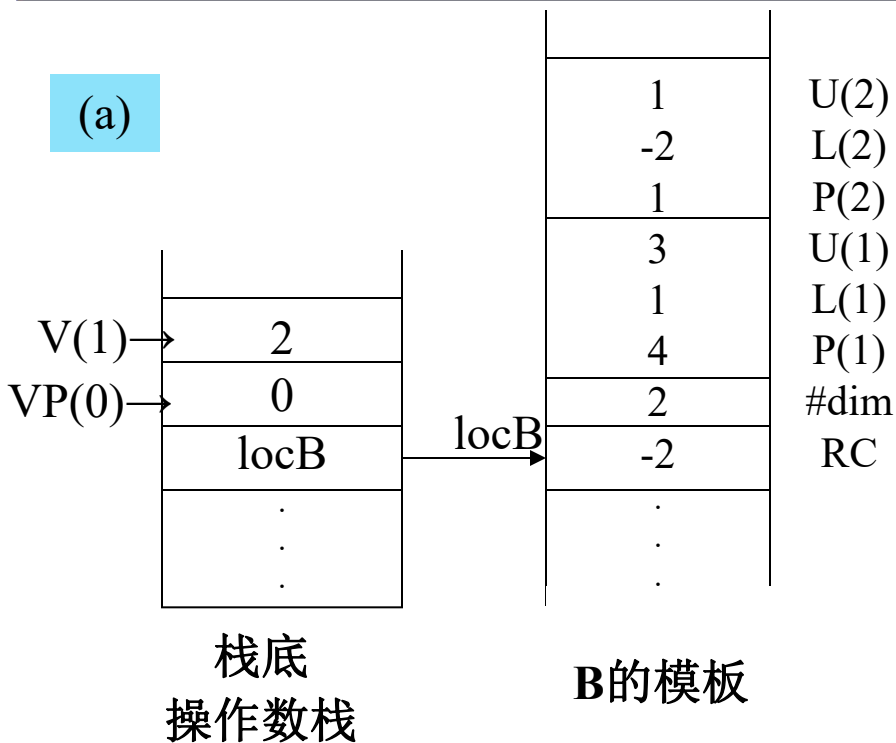 (a)
1 U(2)
-2 L(2)
1 P(2)
3 U(1)
1 L(1)
4 P(1)
2 #dim
-2 RC
V(1)→ 2
VP(0)→ 0
locB
locB
栈底
操作数栈
B的模板